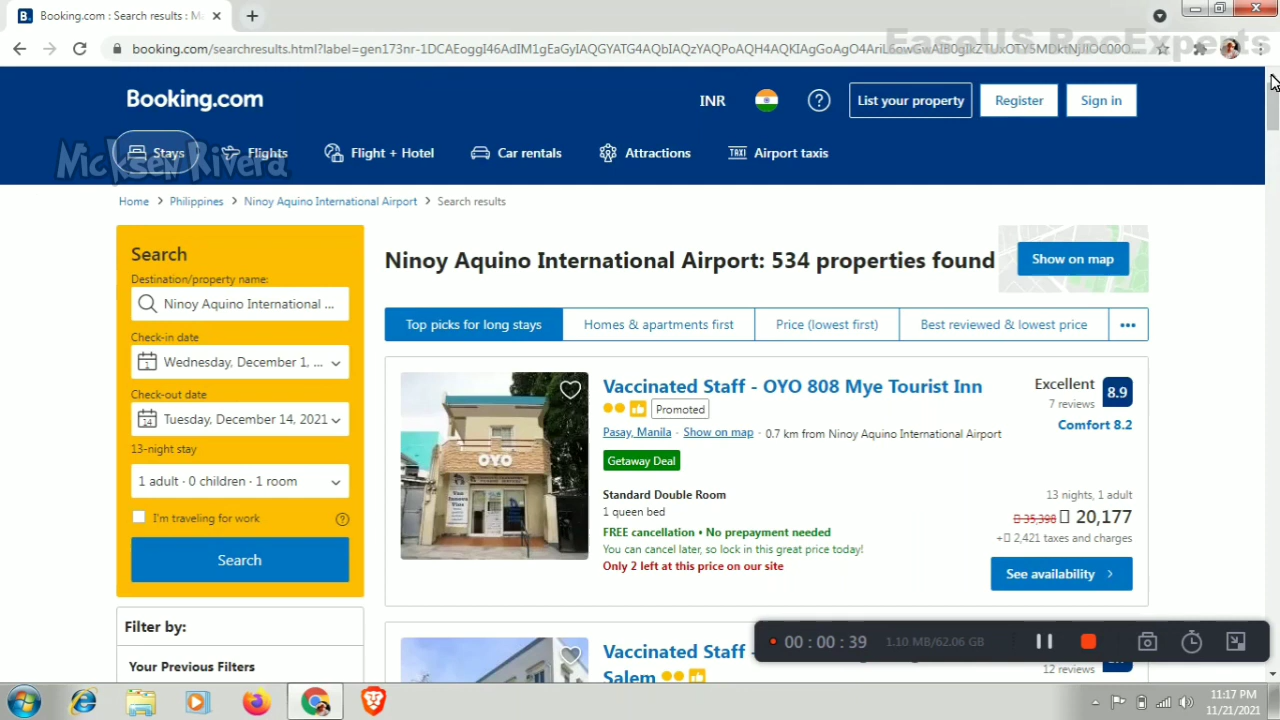 Booking.com : Search results : M
EaseUS RecExperts
booking.com/searchresults.html?label=gen173nr-1DCAEoggI46AdIM1gEaGyIAQGYATG4AQbIAQzYAQPoAQH4AQKIAgGoAgO4AriL6owGwAIB0gIkZTUxOTY5MDktNjJlOC00O...
Booking.com
INR
List your property
Register
Sign in
Micksen Rivera
Stays
Flights
Flight + Hotel
Car rentals
Attractions
TAXI
Airport taxis
Home > Philippines > Ninoy Aquino International Airport > Search results
Search
Destination/property name:
Ninoy Aquino International ...
Check-in date
1
Wednesday, December 1, ...
Check-out date
14
Tuesday, December 14, 2021
13-night stay
1 adult · 0 children · 1 room
I'm traveling for work
Search
Filter by:
Your Previous Filters
Ninoy Aquino International Airport: 534 properties found
Show on map
Top picks for long stays
Homes & apartments first
Price (lowest first)
Best reviewed & lowest price
•••
OYO
Vaccinated Staff - OYO 808 Mye Tourist Inn
Promoted
Pasay, Manila · Show on map · 0.7 km from Ninoy Aquino International Airport
Getaway Deal
Excellent
8.9
7 reviews
Comfort 8.2
Standard Double Room
1 queen bed
FREE cancellation • No prepayment needed
You can cancel later, so lock in this great price today!
Only 2 left at this price on our site
13 nights, 1 adult
35,398 20,177
+ 2,421 taxes and charges
See availability
Vaccinated Staff -
Salem
12 reviews
00 : 00 : 39
1.10 MB/62.06 GB
11:17 PM
11/21/2021